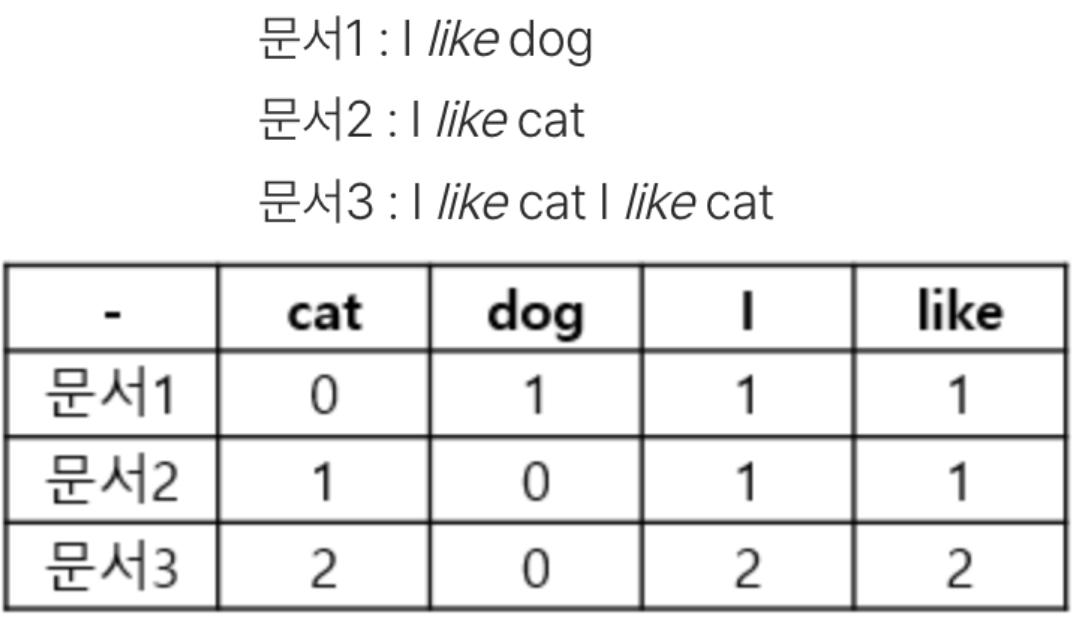 문서1 : I like dog
문서2 : I like cat
문서3 : I like cat I like cat
- cat dog I like
문서1 0 1 1 1
문서2 1 0 1 1
문서3 2 0 2 2